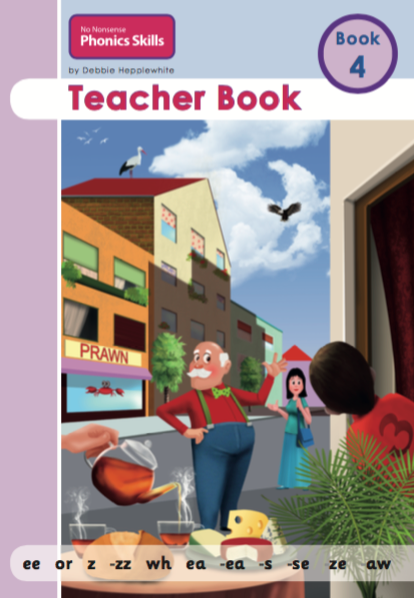 No Nonsense
Phonics Skills
by Debbie Hepplewhite
Book
4
Teacher Book
PRAWN
3
ee or z -zz wh ea -ea -s -se ze aw